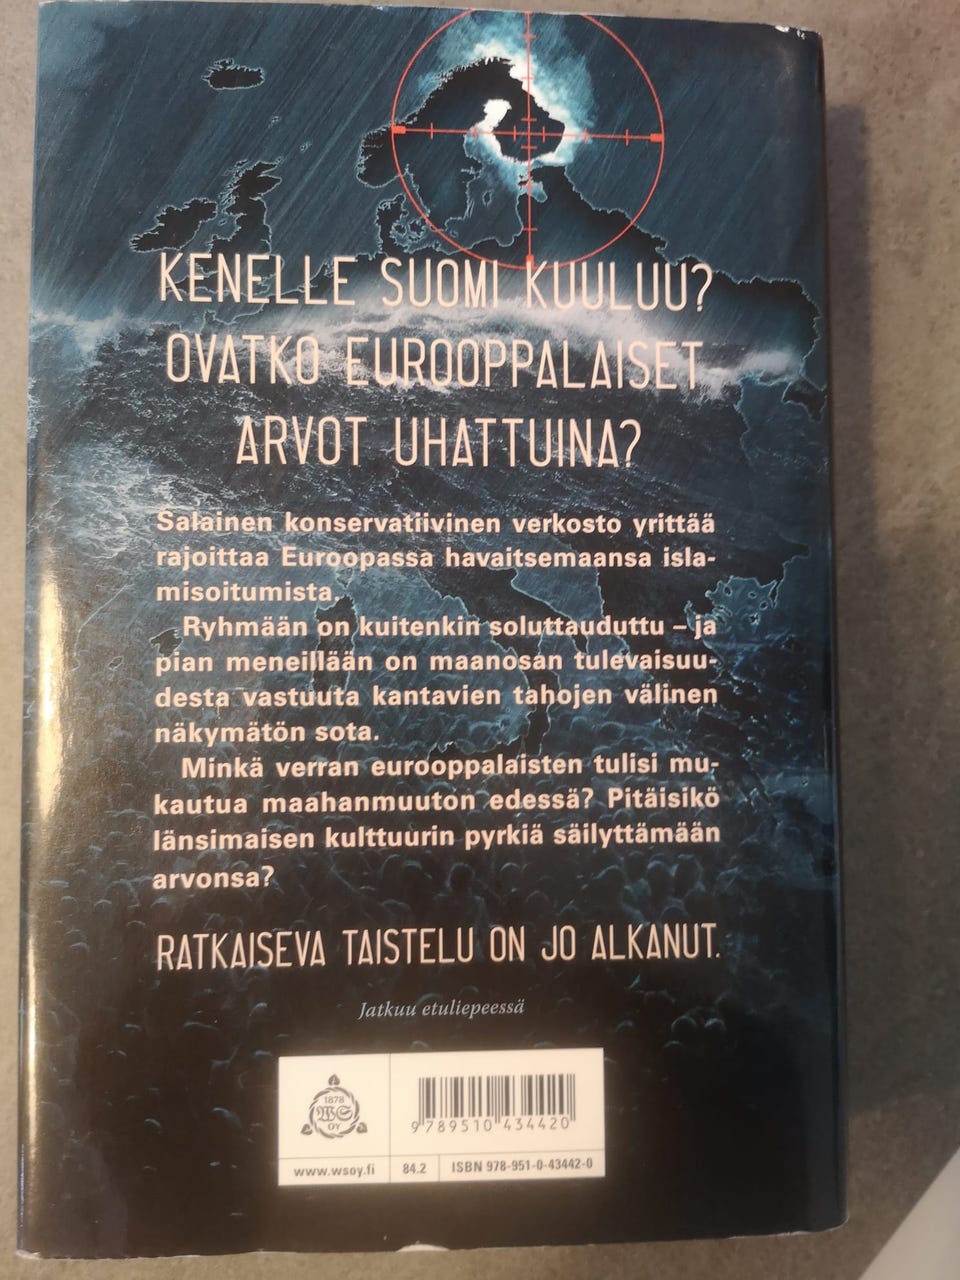 KENELLE SUOMI KUULUU?
OVATKO EUROOPPALAISET
ARVOT UHATTUINA?
Salainen konservatiivinen verkosto yrittää
rajoittaa Euroopassa havaitsemaansa isla-
misoitumista.
Ryhmään on kuitenkin soluttauduttu – ja
pian meneillään on maanosan tulevaisuu-
desta vastuuta kantavien tahojen välinen
näkymätön sota.
Minkä verran eurooppalaisten tulisi mu-
kautua maahanmuuton edessä? Pitäisikö
länsimaisen kulttuurin pyrkiä säilyttämään
arvonsa?
RATKAISEVA TAISTELU ON JO ALKANUT.
Jatkuu etuliepeessä
1878
WS
OY
9 789510 434420
www.wsoy.fi 84.2 ISBN 978-951-0-43442-0